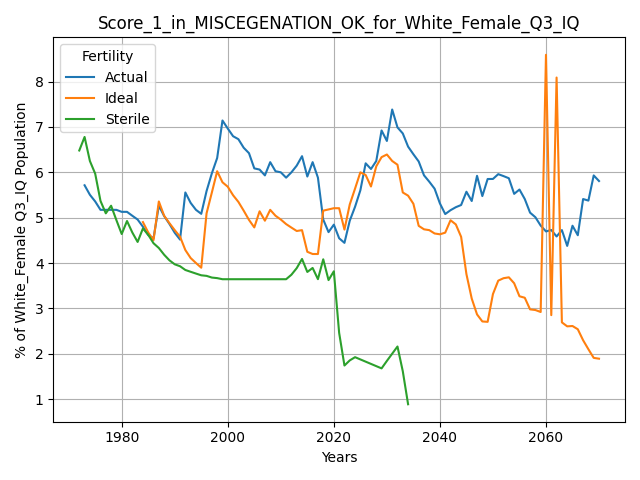 Score_1_in_MISCEGENATION_OK_for_White_Female_Q3_IQ
Fertility
Actual
Ideal
Sterile
% of White_Female Q3_IQ Population
8
7
6
5
4
3
2
1
1980
2000
2020
2040
2060
Years